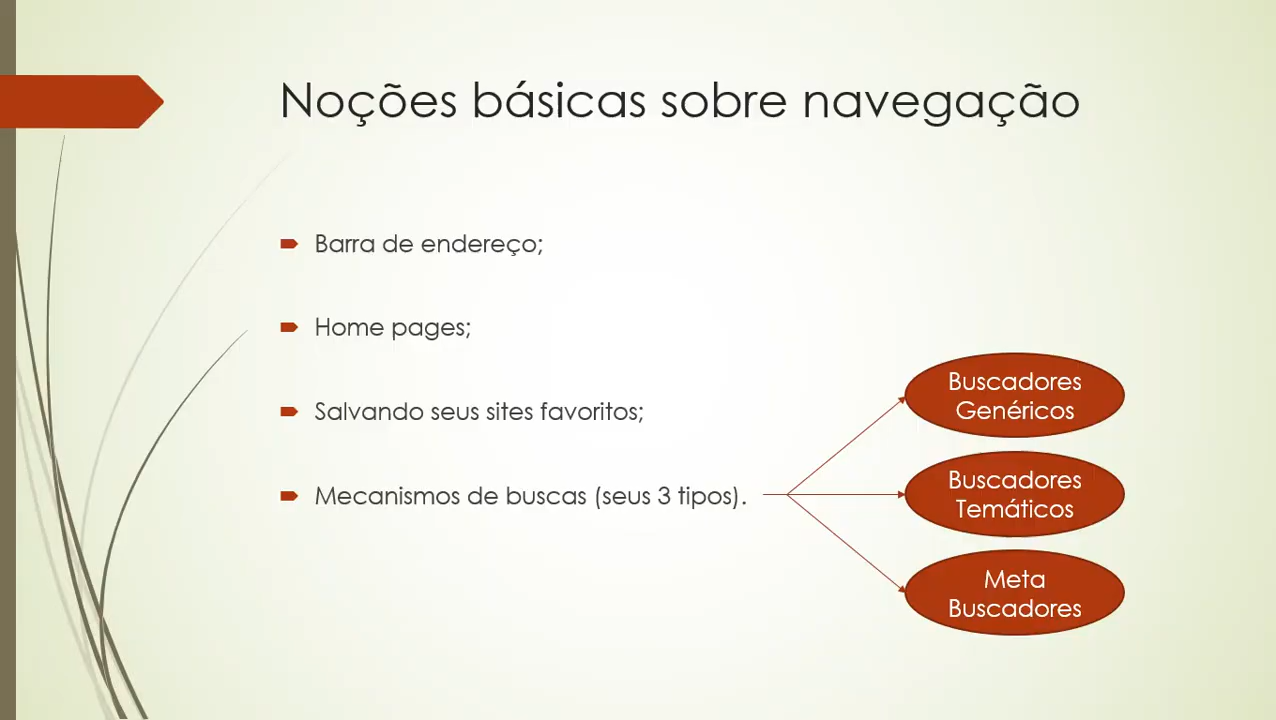 Noções básicas sobre navegação
Barra de endereço;
Home pages;
Salvando seus sites favoritos;
Mecanismos de buscas (seus 3 tipos).
Buscadores
Genéricos
Buscadores
Temáticos
Meta
Buscadores